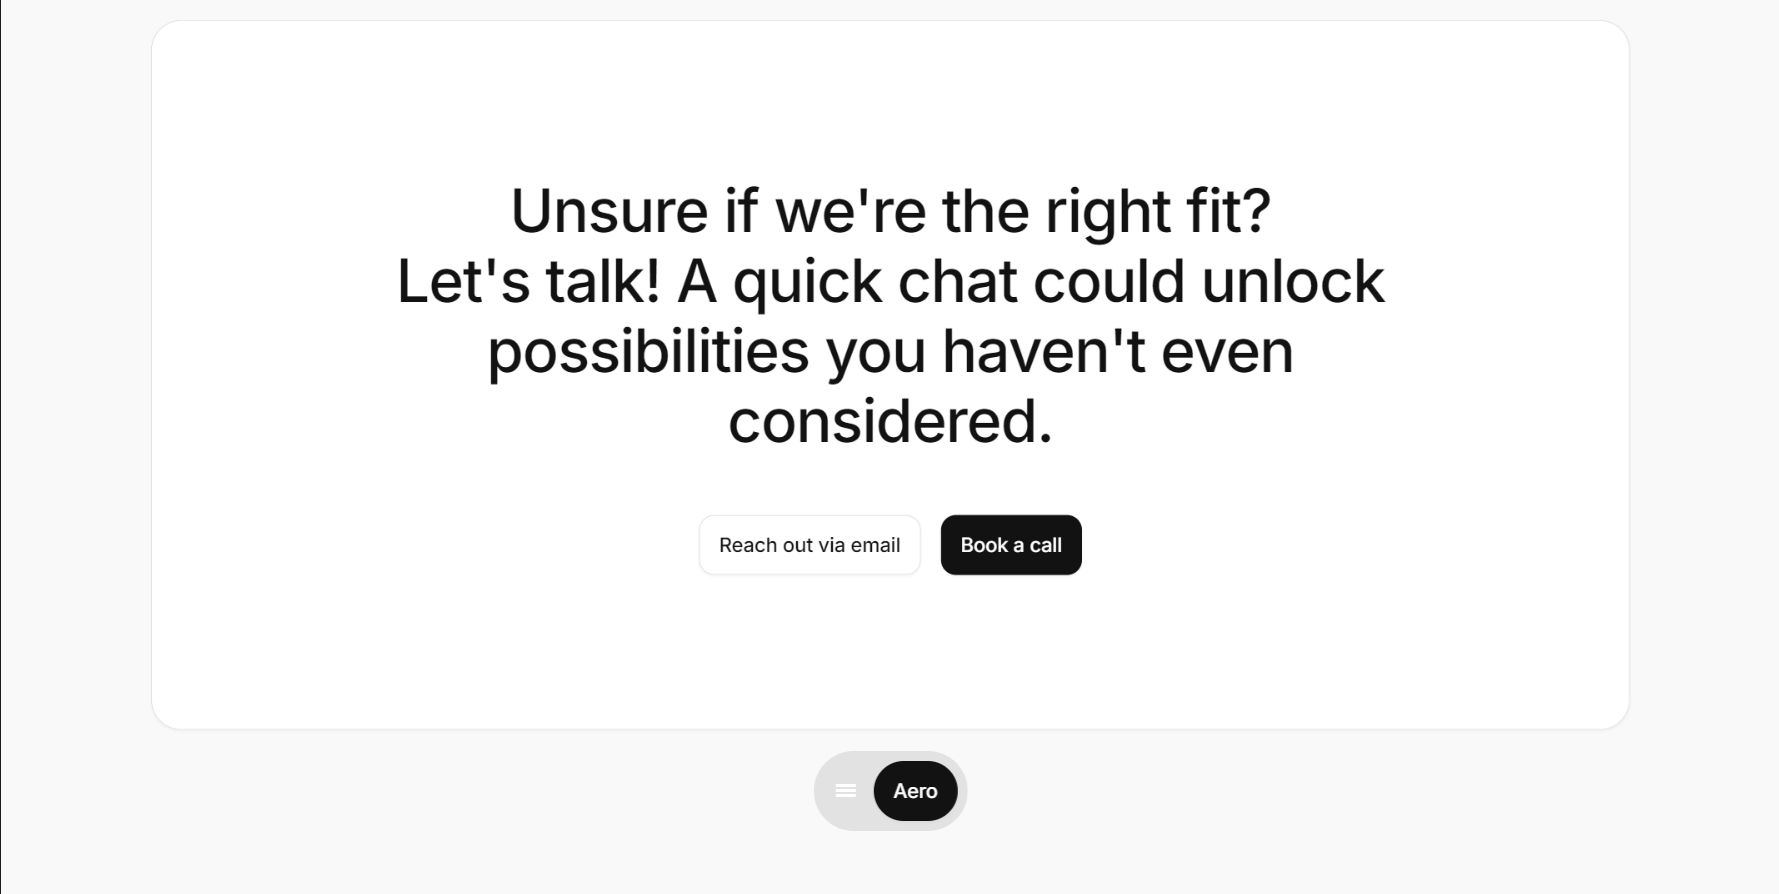 Unsure if we're the right fit?
Let's talk! A quick chat could unlock
possibilities you haven't even
considered.
Reach out via email
Book a call
Aero